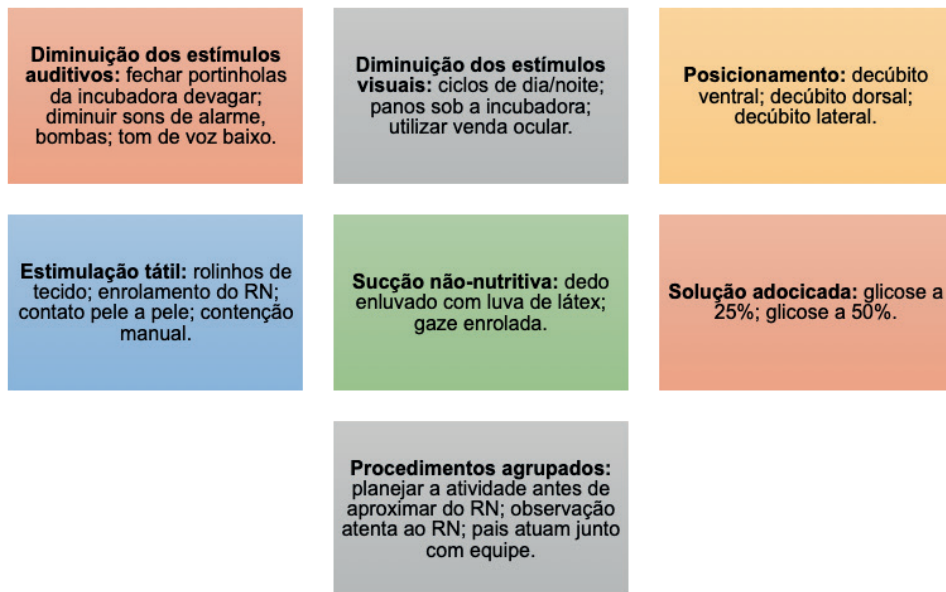 Diminuição dos estímulos
auditivos: fechar portinholas
da incubadora devagar;
diminuir sons de alarme,
bombas; tom de voz baixo.
Diminuição dos estímulos
visuais: ciclos de dia/noite;
panos sob a incubadora;
utilizar venda ocular.
Posicionamento: decúbito
ventral; decúbito dorsal;
decúbito lateral.
Estimulação tátil: rolinhos de
tecido; enrolamento do RN;
contato pele a pele; contenção
manual.
Sucção não-nutritiva: dedo
enluvado com luva de látex;
gaze enrolada.
Solução adocicada: glicose a
25%; glicose a 50%.
Procedimentos agrupados:
planejar a atividade antes de
aproximar do RN; observação
atenta ao RN; pais atuam junto
com equipe.